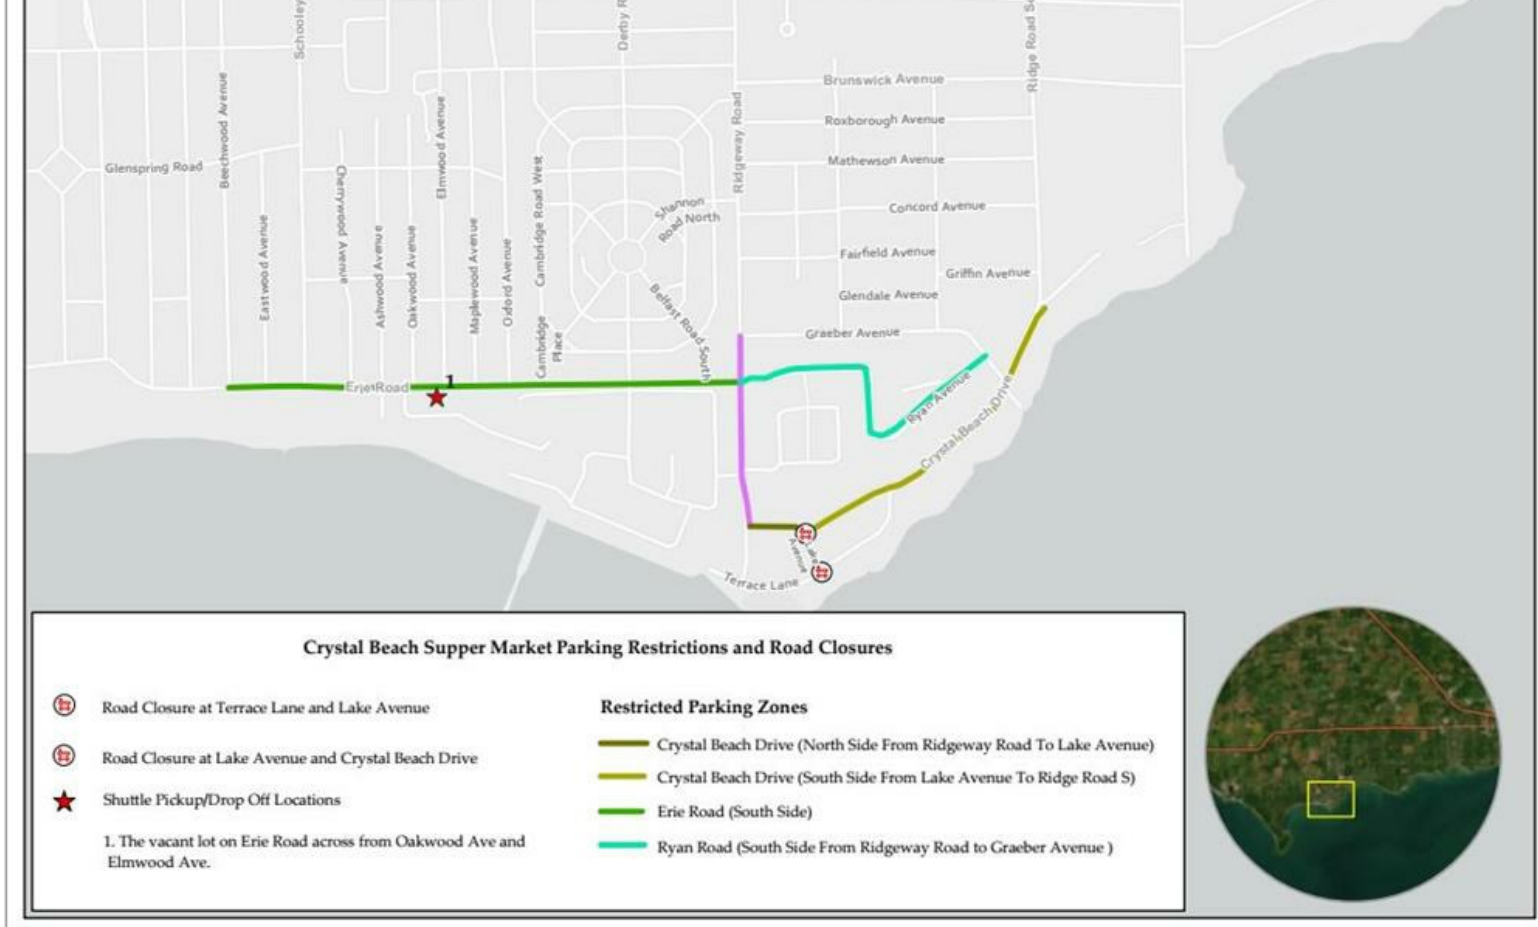 Schooley
Derby R
Ridge Road S
Brunswick Avenue
Beechwood Avenue
Elmwood Avenue
Ridgeway Road
Roxborough Avenue
Glenspring Road
Cherrywood Avenue
Cambridge Road West
Mathewson Avenue
Shannon
Road North
Concord Avenue
Eastwood Avenue
Ashwood Avenue
Oakwood Avenue
Maplewood Avenue
Oxford Avenue
Fairfield Avenue
Griffin Avenue
Belfast Road South
Glendale Avenue
Cambridge
Place
Graeber Avenue
Erie Road
1
Ryan Avenue
Crystal Beach Drive
Lake
Avenue
Terrace Lane
Crystal Beach Supper Market Parking Restrictions and Road Closures
Road Closure at Terrace Lane and Lake Avenue
Road Closure at Lake Avenue and Crystal Beach Drive
Shuttle Pickup/Drop Off Locations
1. The vacant lot on Erie Road across from Oakwood Ave and
Elmwood Ave.
Restricted Parking Zones
Crystal Beach Drive (North Side From Ridgeway Road To Lake Avenue)
Crystal Beach Drive (South Side From Lake Avenue To Ridge Road S)
Erie Road (South Side)
Ryan Road (South Side From Ridgeway Road to Graeber Avenue )